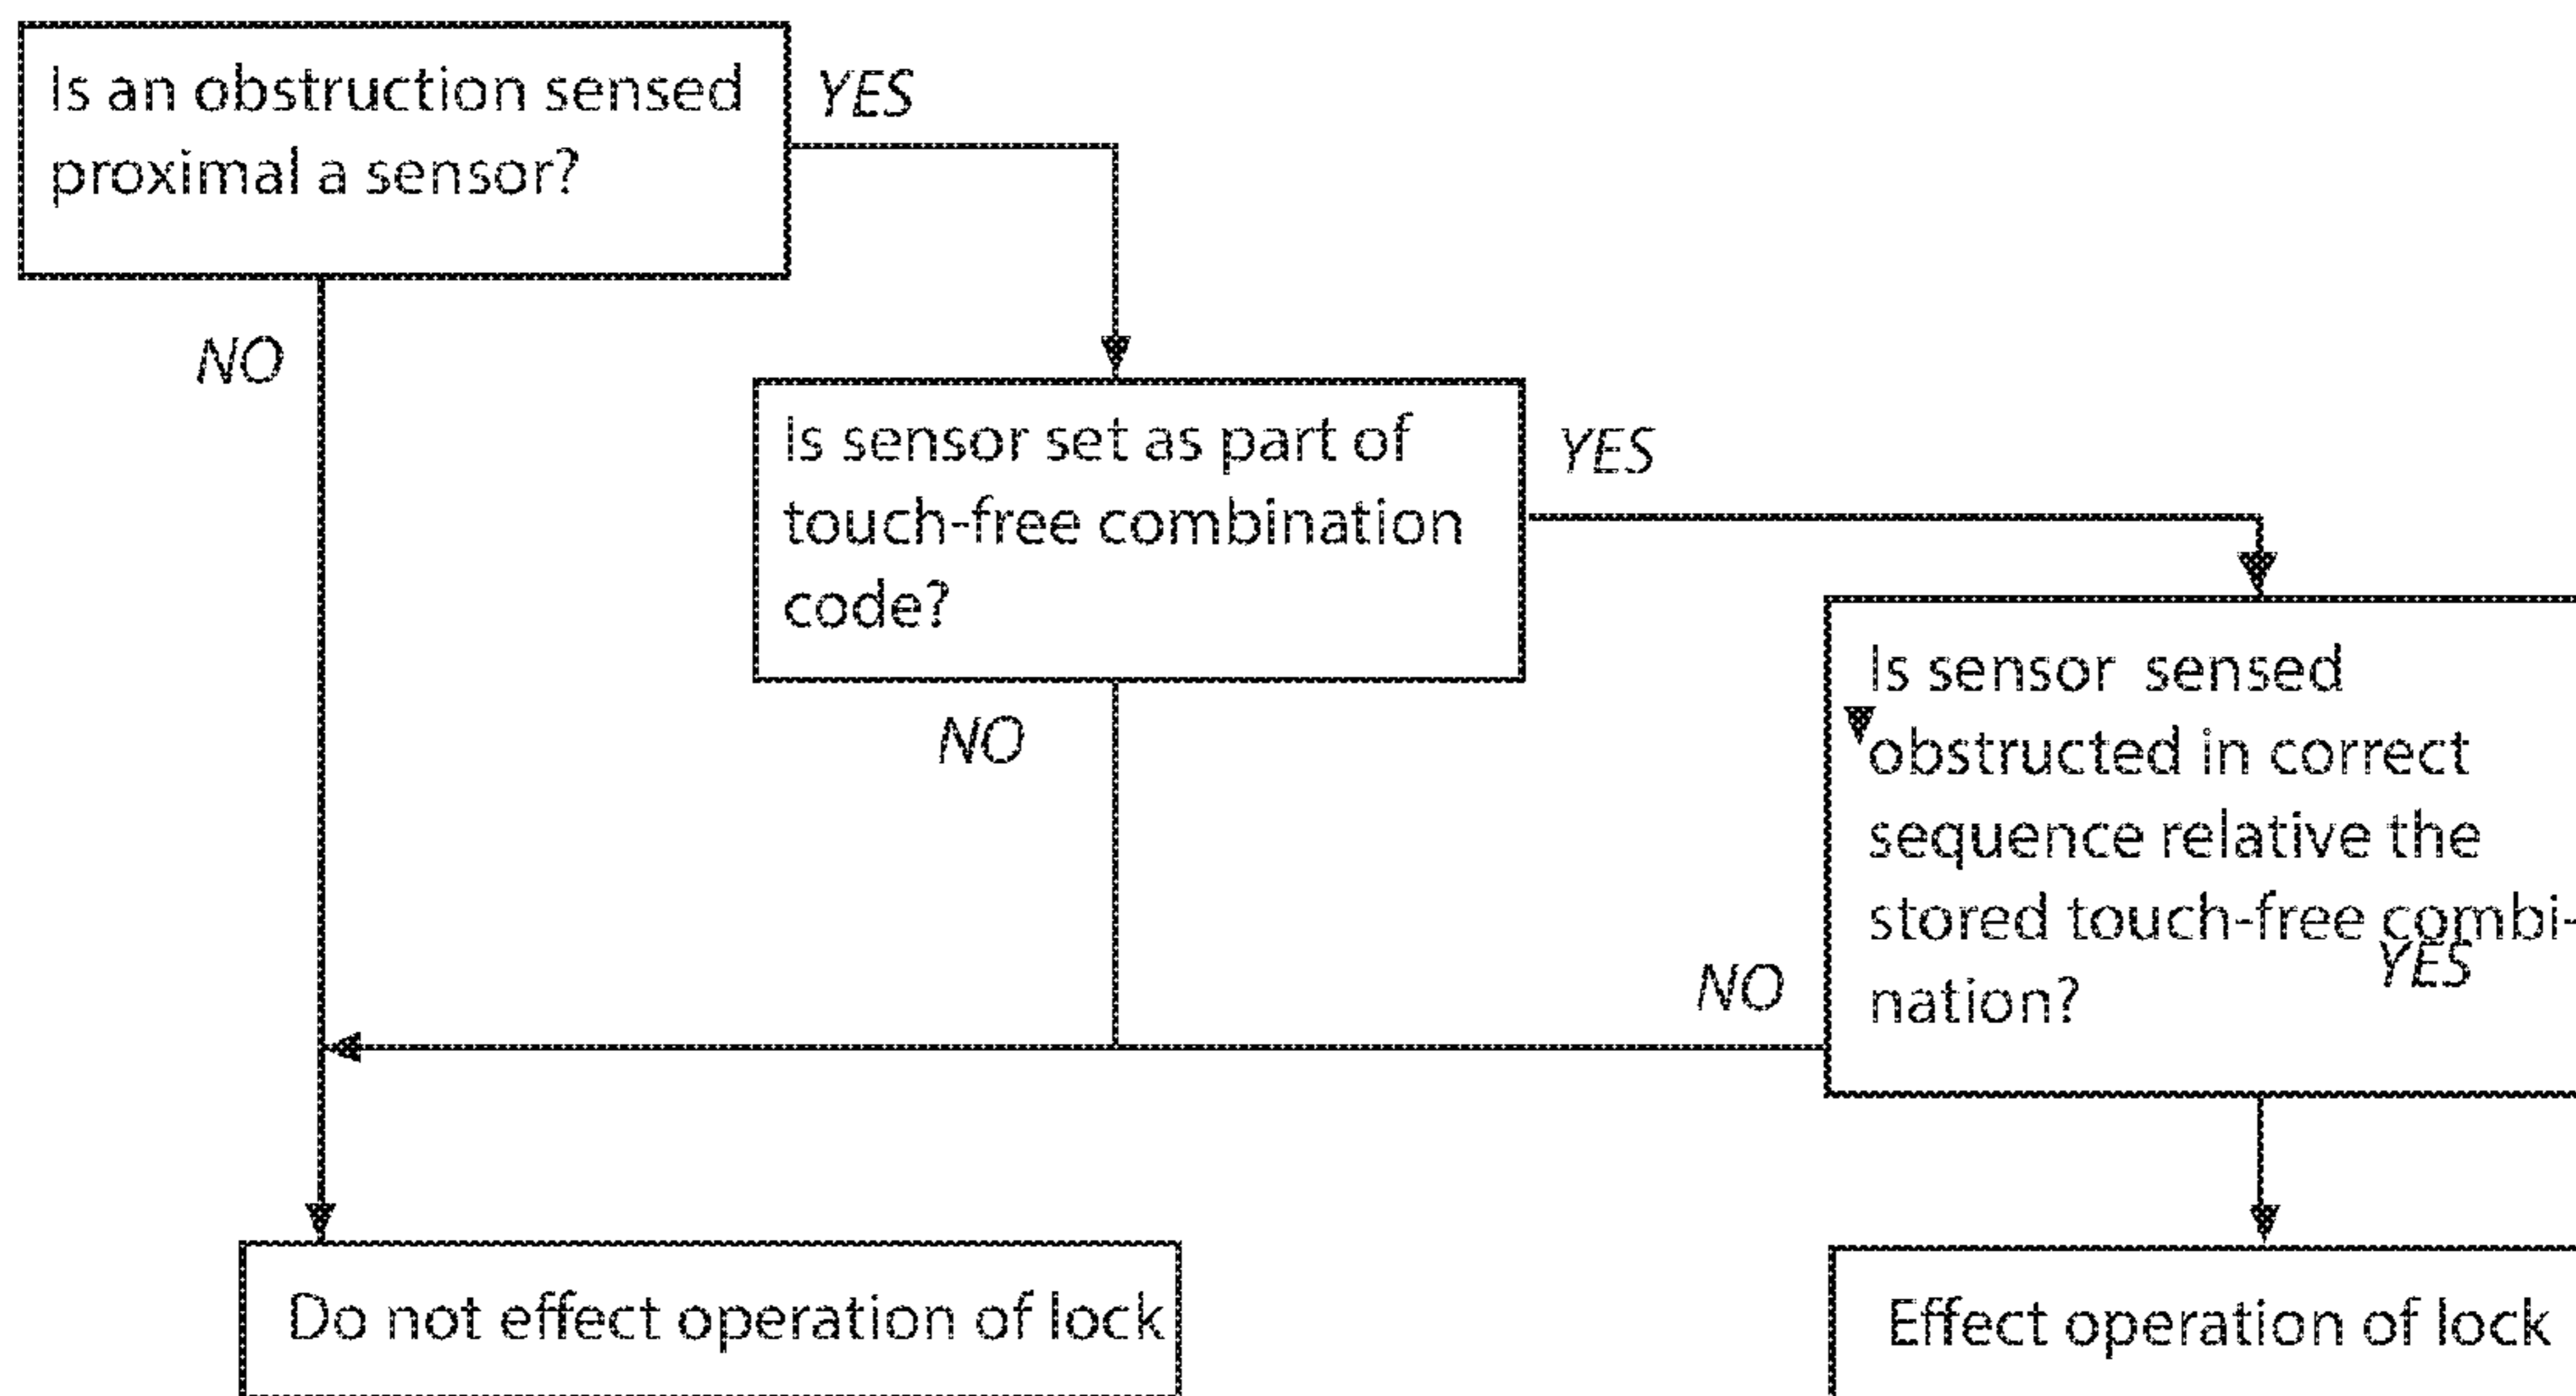 Is an obstruction sensed
proximal a sensor?
YES
NO
Is sensor set as part of
touch-free combination
code?
YES
NO
Is sensor sensed
obstructed in correct
sequence relative the
stored touch-free combi-
nation?
YES
NO
Do not effect operation of lock
Effect operation of lock